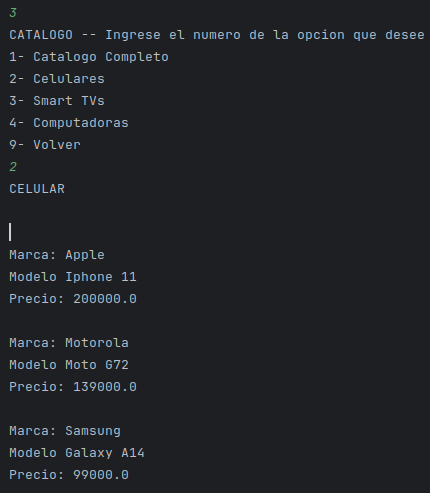 3
CATALOGO -- Ingrese el numero de la opcion que desee
1- Catalogo Completo
2- Celulares
3- Smart TVs
4- Computadoras
9- Volver
2
CELULAR
Marca: Apple
Modelo Iphone 11
Precio: 200000.0
Marca: Motorola
Modelo Moto G72
Precio: 139000.0
Marca: Samsung
Modelo Galaxy A14
Precio: 99000.0